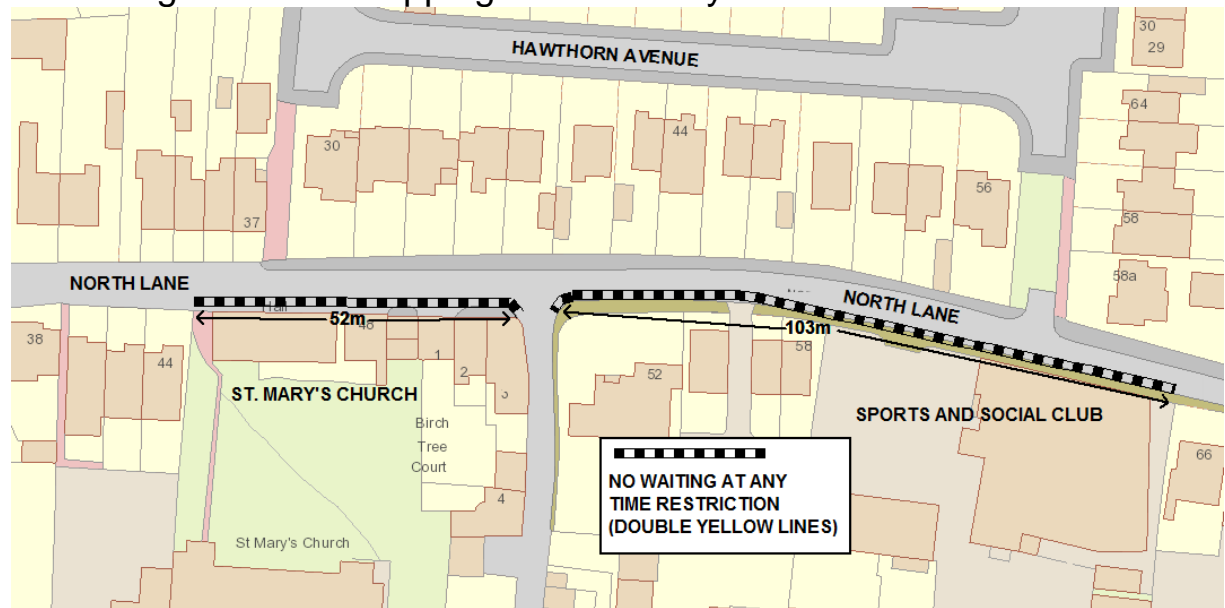 HAWTHORN AVENUE
30
29
64
30
44
56
37
58
58a
NORTH LANE
NORTH LANE
Hall
52m
103m
38
44
48
1
2
3
58
52
ST. MARY'S CHURCH
SPORTS AND SOCIAL CLUB
Birch
Tree
Court
66
4
NO WAITING AT ANY
TIME RESTRICTION
(DOUBLE YELLOW LINES)
St Mary's Church